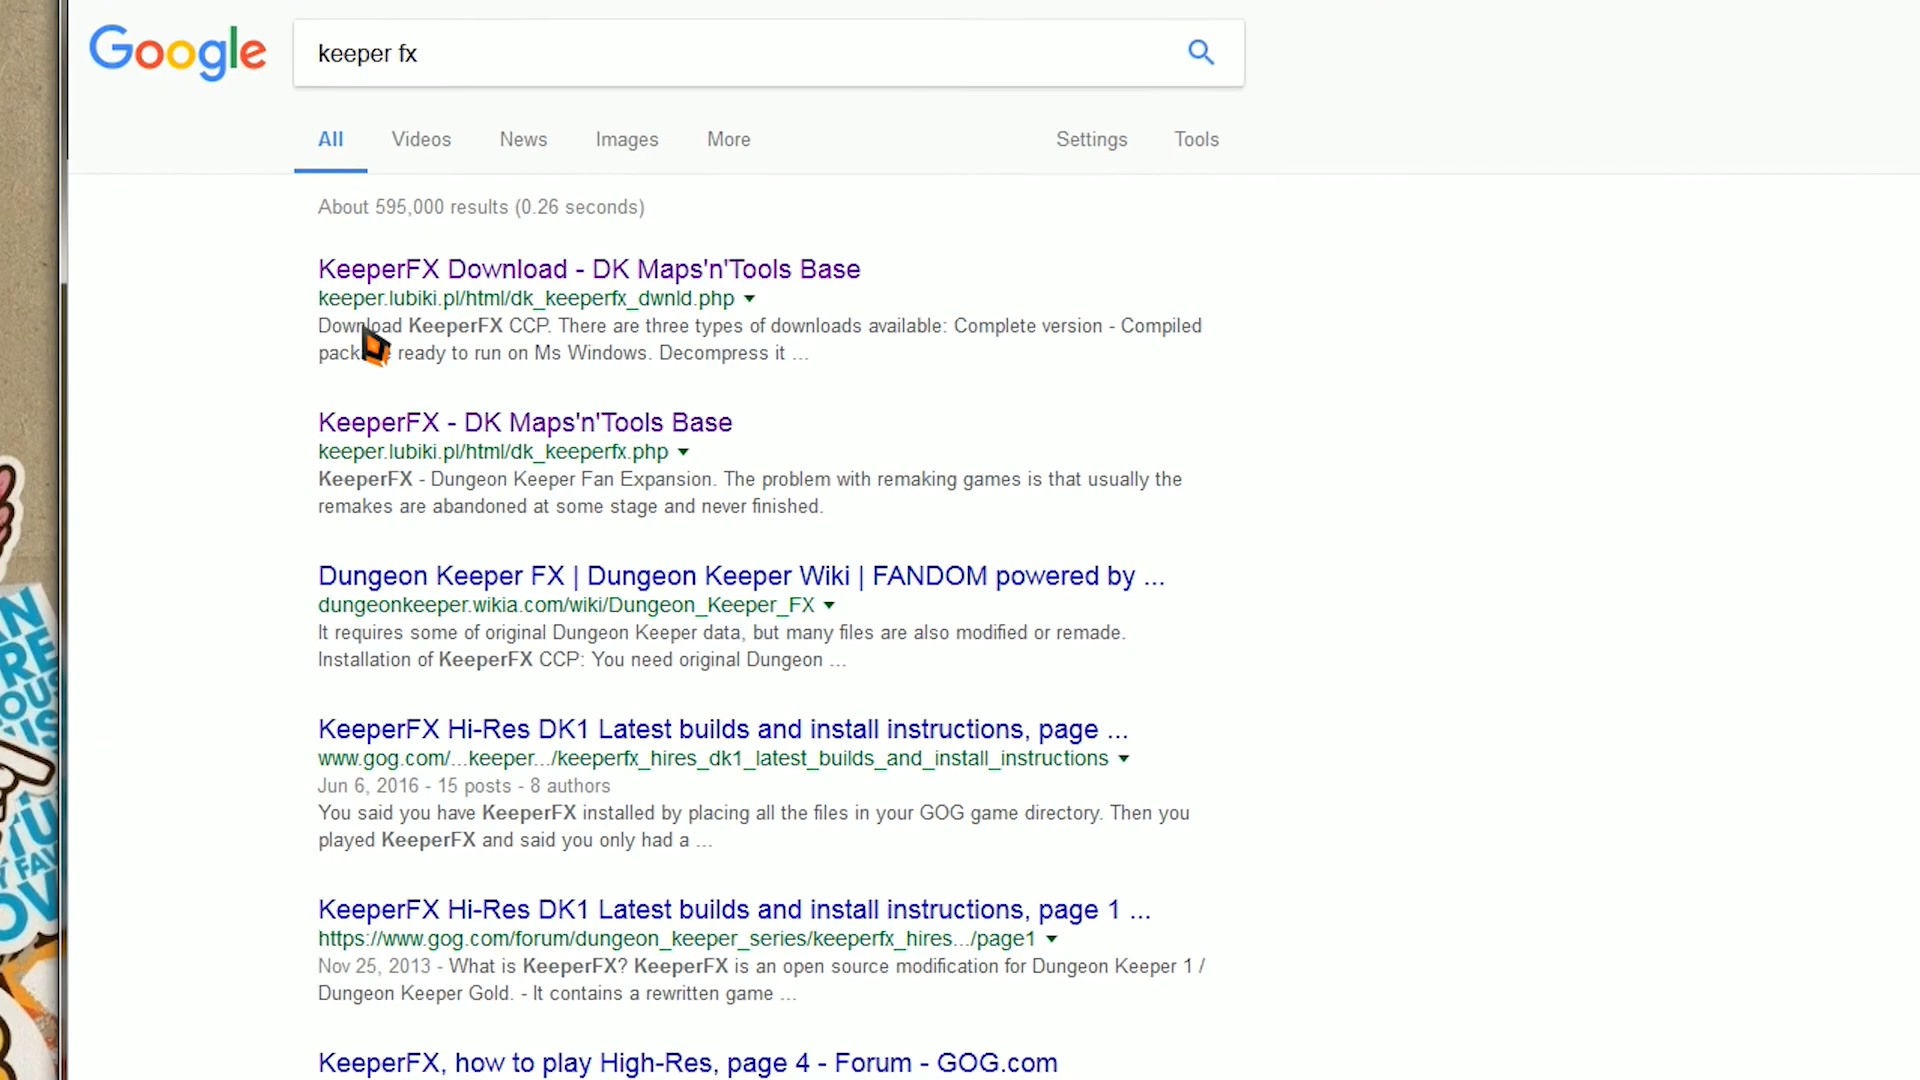 Google
keeper fx
All Videos News Images More Settings Tools
About 595,000 results (0.26 seconds)
KeeperFX Download - DK Maps'n'Tools Base
keeper.lubiki.pl/html/dk_keeperfx_dwnld.php
Download KeeperFX CCP. There are three types of downloads available: Complete version - Compiled
pack ready to run on Ms Windows. Decompress it ...
KeeperFX - DK Maps'n'Tools Base
keeper.lubiki.pl/html/dk_keeperfx.php
KeeperFX - Dungeon Keeper Fan Expansion. The problem with remaking games is that usually the
remakes are abandoned at some stage and never finished.
Dungeon Keeper FX | Dungeon Keeper Wiki | FANDOM powered by ...
dungeonkeeper.wikia.com/wiki/Dungeon_Keeper_FX
It requires some of original Dungeon Keeper data, but many files are also modified or remade.
Installation of KeeperFX CCP: You need original Dungeon ...
KeeperFX Hi-Res DK1 Latest builds and install instructions, page ...
www.gog.com/...keeper.../keeperfx_hires_dk1_latest_builds_and_install_instructions
Jun 6, 2016 - 15 posts - 8 authors
You said you have KeeperFX installed by placing all the files in your GOG game directory. Then you
played KeeperFX and said you only had a ...
KeeperFX Hi-Res DK1 Latest builds and install instructions, page 1 ...
https://www.gog.com/forum/dungeon_keeper_series/keeperfx_hires.../page1
Nov 25, 2013 - What is KeeperFX? KeeperFX is an open source modification for Dungeon Keeper 1 /
Dungeon Keeper Gold. - It contains a rewritten game ...
KeeperFX, how to play High-Res, page 4 - Forum - GOG.com